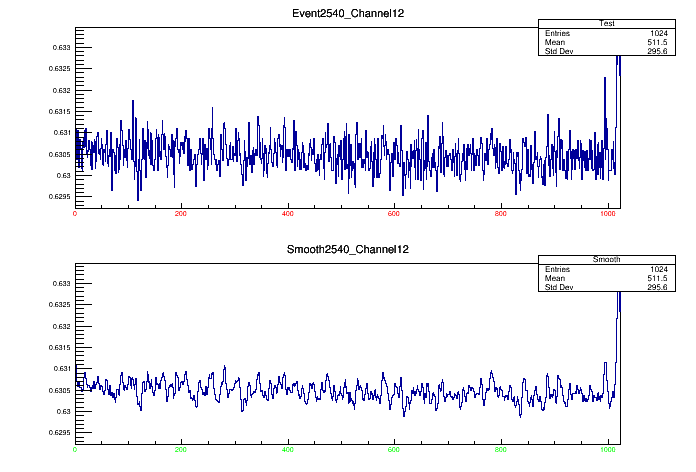 Event2540_Channel12
Test
Entries 1024
Mean 511.5
Std Dev 295.6
0.633
0.6325
0.632
0.6315
0.631
0.6305
0.63
0.6295
0 200 400 600 800 1000
Smooth2540_Channel12
Smooth
Entries 1024
Mean 511.5
Std Dev 295.6
0.633
0.6325
0.632
0.6315
0.631
0.6305
0.63
0.6295
0 200 400 600 800 1000